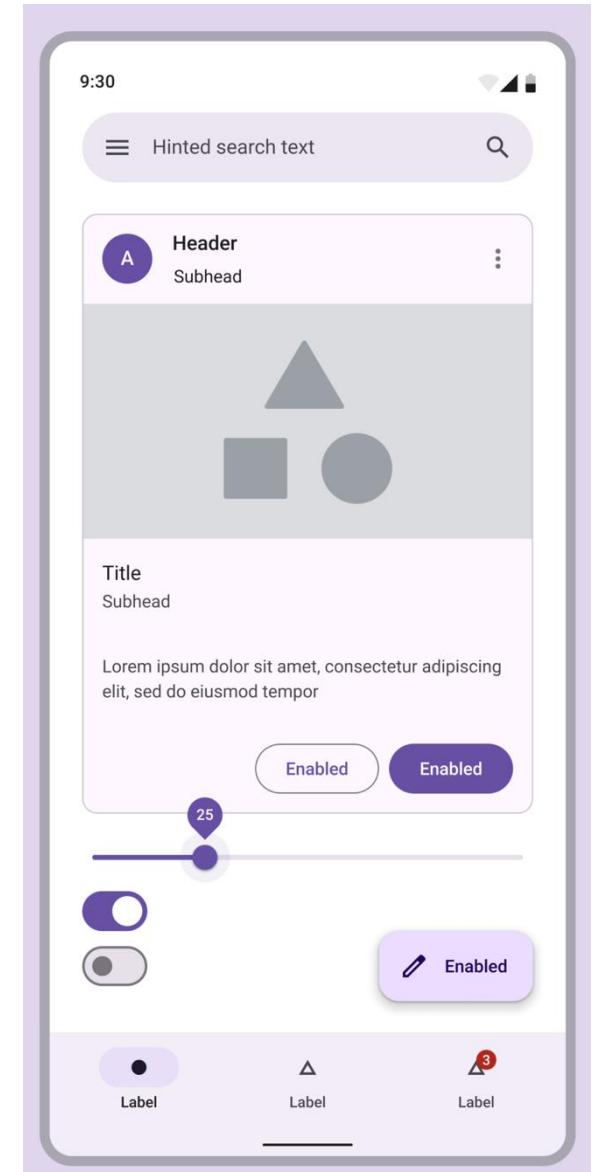 9:30
Hinted search text
A
Header
Subhead
Title
Subhead
Lorem ipsum dolor sit amet, consectetur adipiscing
elit, sed do eiusmod tempor
Enabled
Enabled
25
Enabled
3
Label
Label
Label